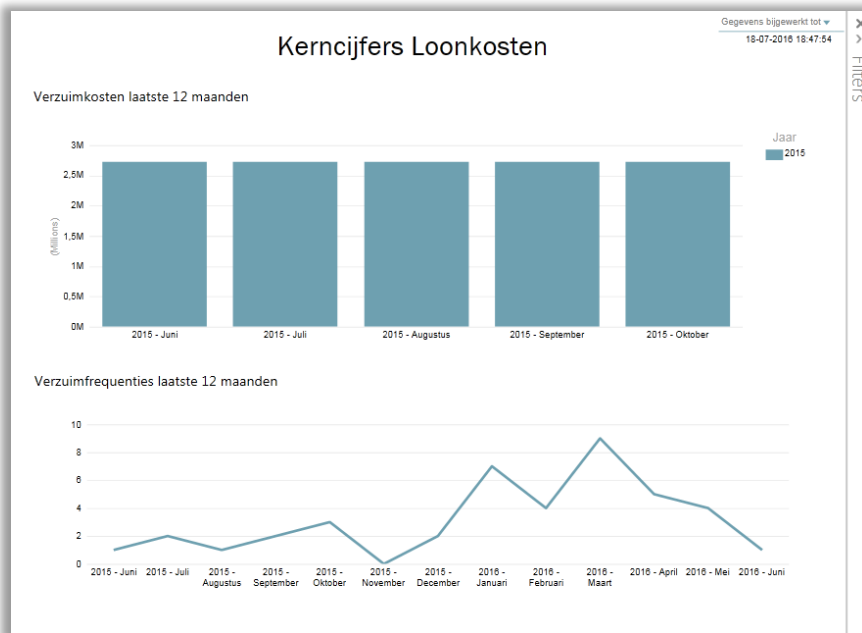 Gegevens bijgewerkt tot
18-07-2016 18:47:54
Filters
Kerncijfers Loonkosten
Verzuimkosten laatste 12 maanden
Jaar
2015
(Millions)
3M
2,5M
2M
1,5M
1M
0,5M
0M
2015 - Juni
2015 - Juli
2015 - Augustus
2015 - September
2015 - Oktober
Verzuimfrequenties laatste 12 maanden
10
8
6
4
2
0
2015 - Juni
2015 - Juli
2015 -
Augustus
2015 -
September
2015 -
Oktober
2015 -
November
2015 -
December
2016 -
Januari
2016 -
Februari
2016 -
Maart
2016 - April
2016 - Mei
2016 - Juni